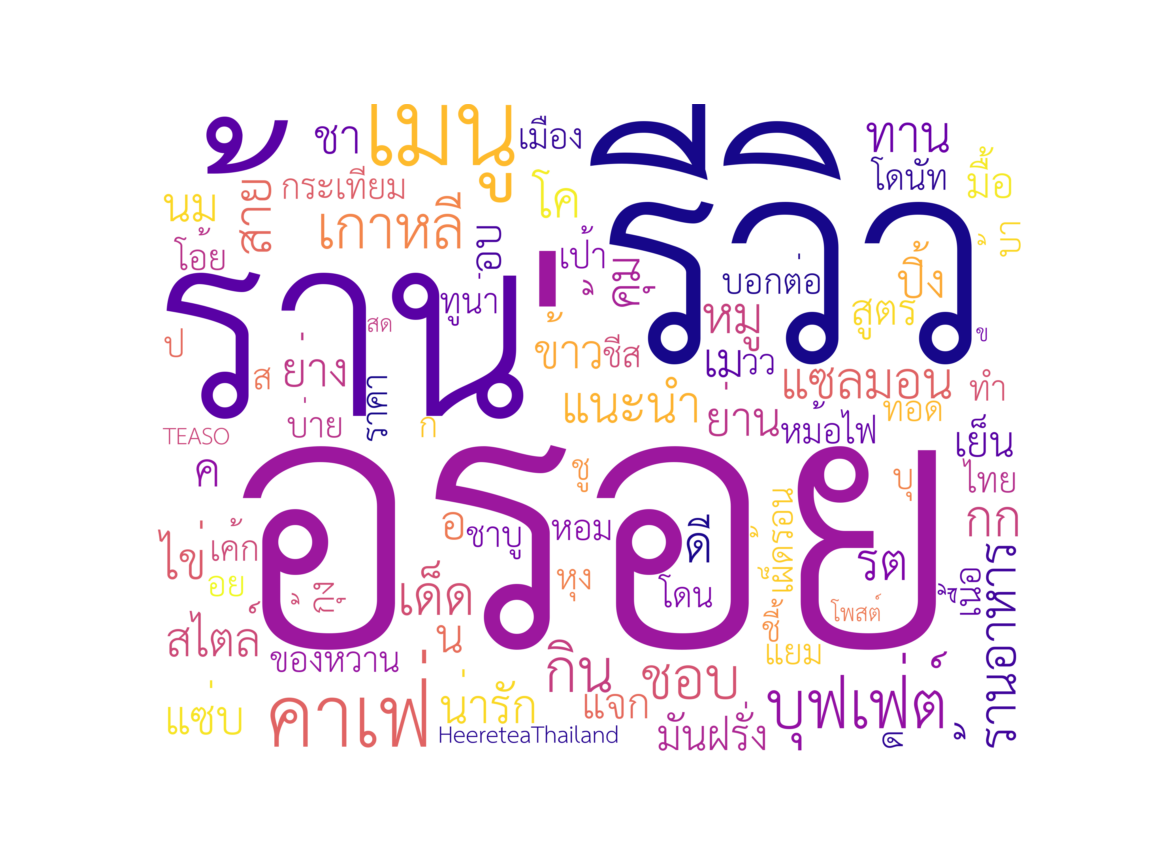 ร้าน
ชา
เมนู
เมือง
รีวิว
ทาน
โดนัท
มื้อ
นม
สาย
กระเทียม
โค
เกาหลี
โอ้ย
อบ
เป้า
คุ้ม
บ้า
ทูน่า
บอกต่อ
ปิ้ง
สูตร
หมู
ข
ป
สด
ย่าง
ส
ข้าว
ชีส
เม
วว
แซลมอน
ทำ
ราคา
แนะนำ
ย่าน
ทอด
บ่าย
ก
TEASO
หม้อไฟ
เย็น
ค
อร่อย
ชู
บุ
ไทย
อ
ชาบู
หอม
ดี
เผ็ดร้อน
กก
ไข่
เค้ก
อย
กุ้ง
เด็ด
หุง
โดน
รีต
เนื้อ
ร้านอาหาร
สไตล์
น
ชี้
โพสต์
ของหวาน
กิน
ชอบ
แยม
แซ่บ
คาเฟ่
น่ารัก
แจก
บุฟเฟ่ต์
HeereteaThailand
มันฝรั่ง
ด